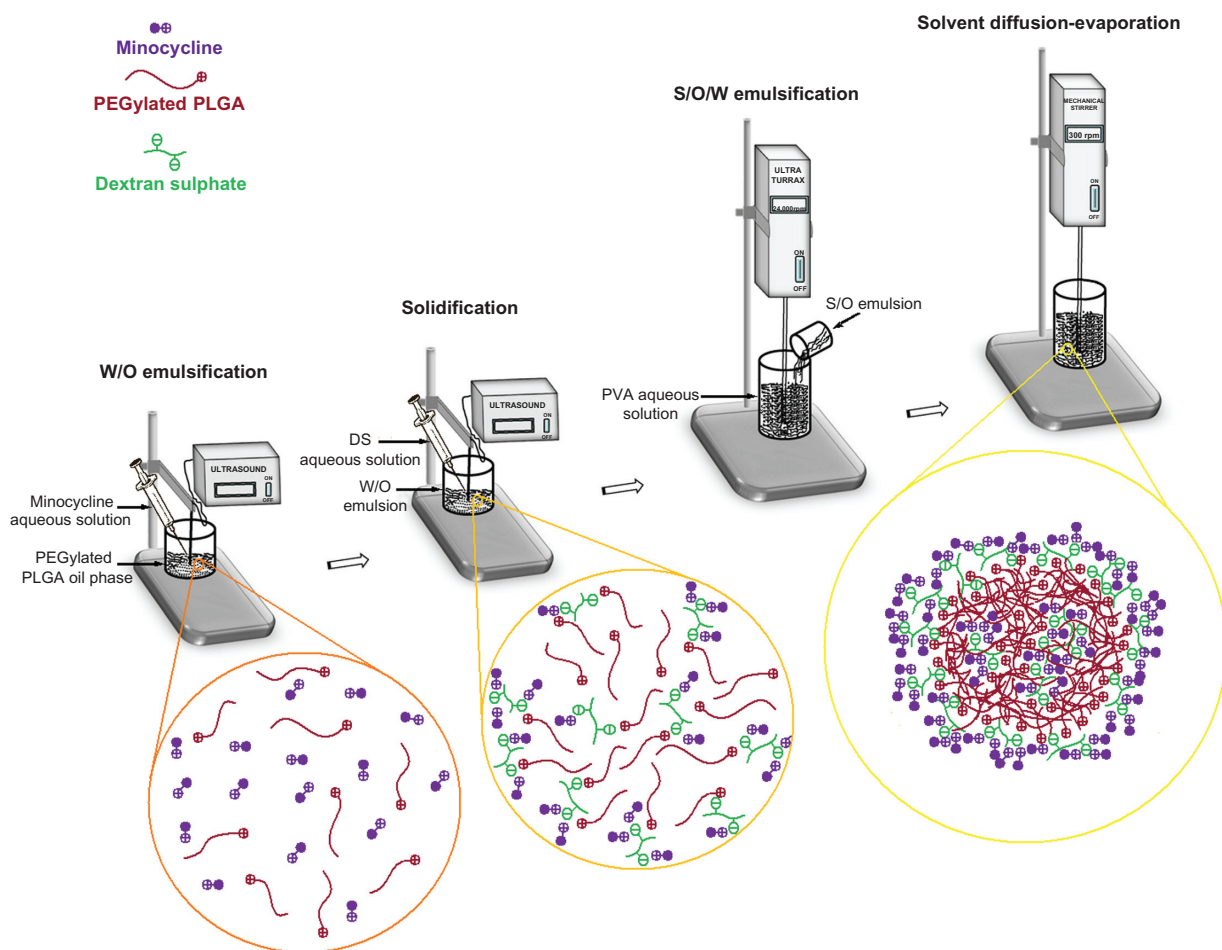 Minocycline
PEGylated PLGA
Dextran sulphate
W/O emulsification
ULTRASOUND
ON
OFF
Minocycline
aqueous solution
PEGylated
PLGA oil phase
Solidification
ULTRASOUND
ON
OFF
DS
aqueous solution
W/O
emulsion
S/O/W emulsification
ULTRA
TURRAX
24.000rpm
ON
OFF
S/O emulsion
PVA aqueous
solution
Solvent diffusion-evaporation
MECHANICAL
STIRRER
300 rpm
ON
OFF